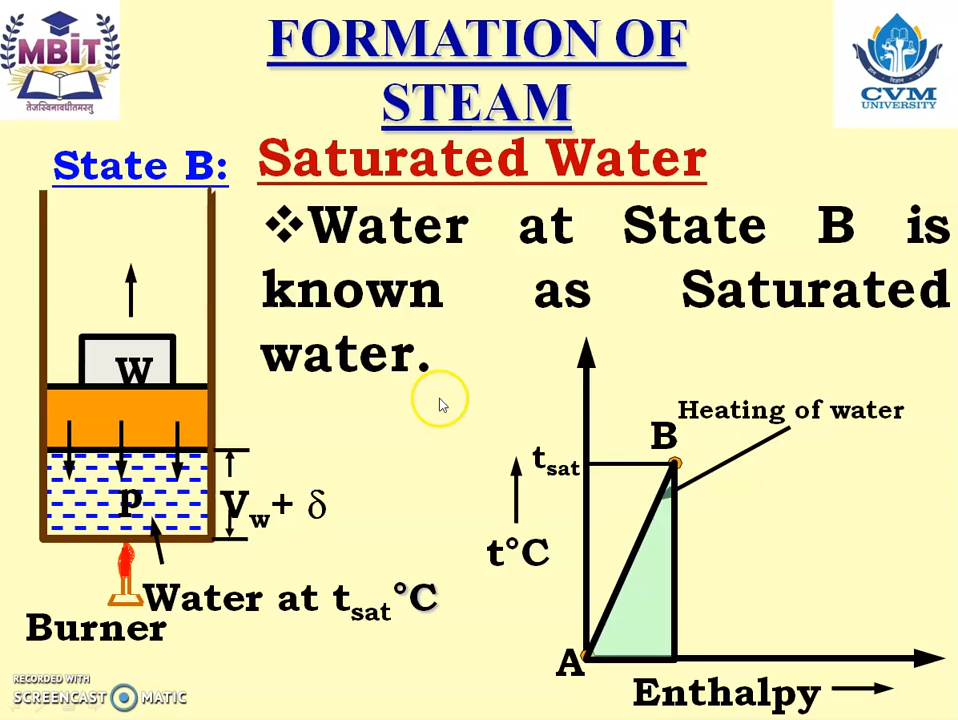 MBiT
तेजस्विनावधीतमस्तु
FORMATION OF
STEAM
CVM
UNIVERSITY
State B: Saturated Water
❖Water at State B is
known as Saturated
water.
W
p
Vw+ δ
Water at tsat°C
Burner
Heating of water
B
tsat
t°C
A
Enthalpy
RECORDED WITH
SCREENCAST MATIC